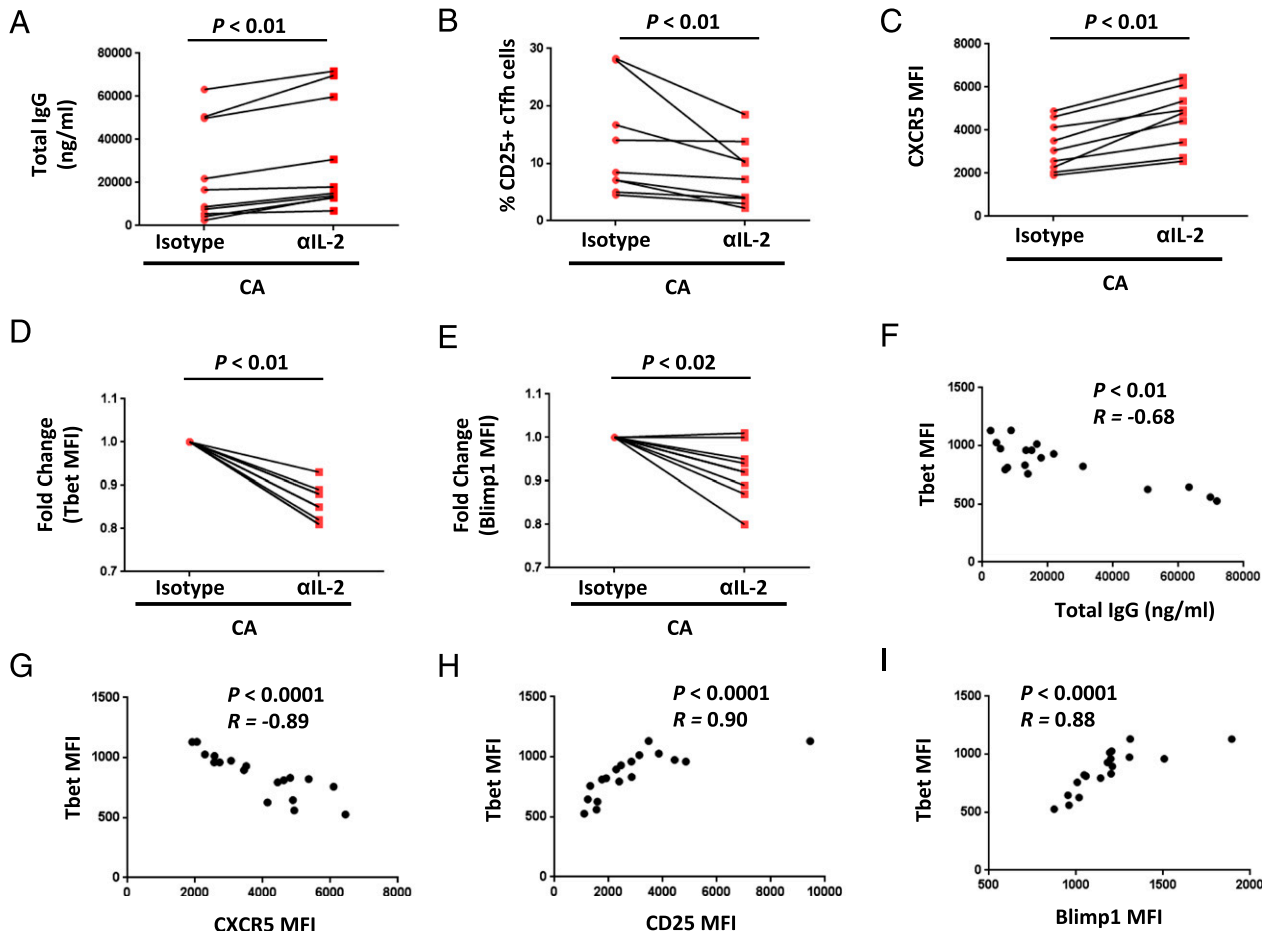 A
P < 0.01
Total IgG
(ng/ml)
80000
60000
40000
20000
0
Isotype
αIL-2
CA
B
P < 0.01
% CD25+ cTfh cells
30
20
10
0
Isotype
αIL-2
CA
C
P < 0.01
CXCR5 MFI
8000
6000
4000
2000
0
Isotype
αIL-2
CA
D
P < 0.01
Fold Change
(Tbet MFI)
1.1
1.0
0.9
0.8
0.7
Isotype
αIL-2
CA
E
P < 0.02
Fold Change
(Blimp1 MFI)
1.1
1.0
0.9
0.8
0.7
Isotype
αIL-2
CA
F
P < 0.01
R = -0.68
Tbet MFI
1500
1000
500
0
0 20000 40000 60000 80000
Total IgG (ng/ml)
G
P < 0.0001
R = -0.89
Tbet MFI
1500
1000
500
0
0 2000 4000 6000 8000
CXCR5 MFI
H
P < 0.0001
R = 0.90
Tbet MFI
1500
1000
500
0
0 2000 4000 6000 8000 10000
CD25 MFI
I
P < 0.0001
R = 0.88
Tbet MFI
1500
1000
500
0
500 1000 1500 2000
Blimp1 MFI